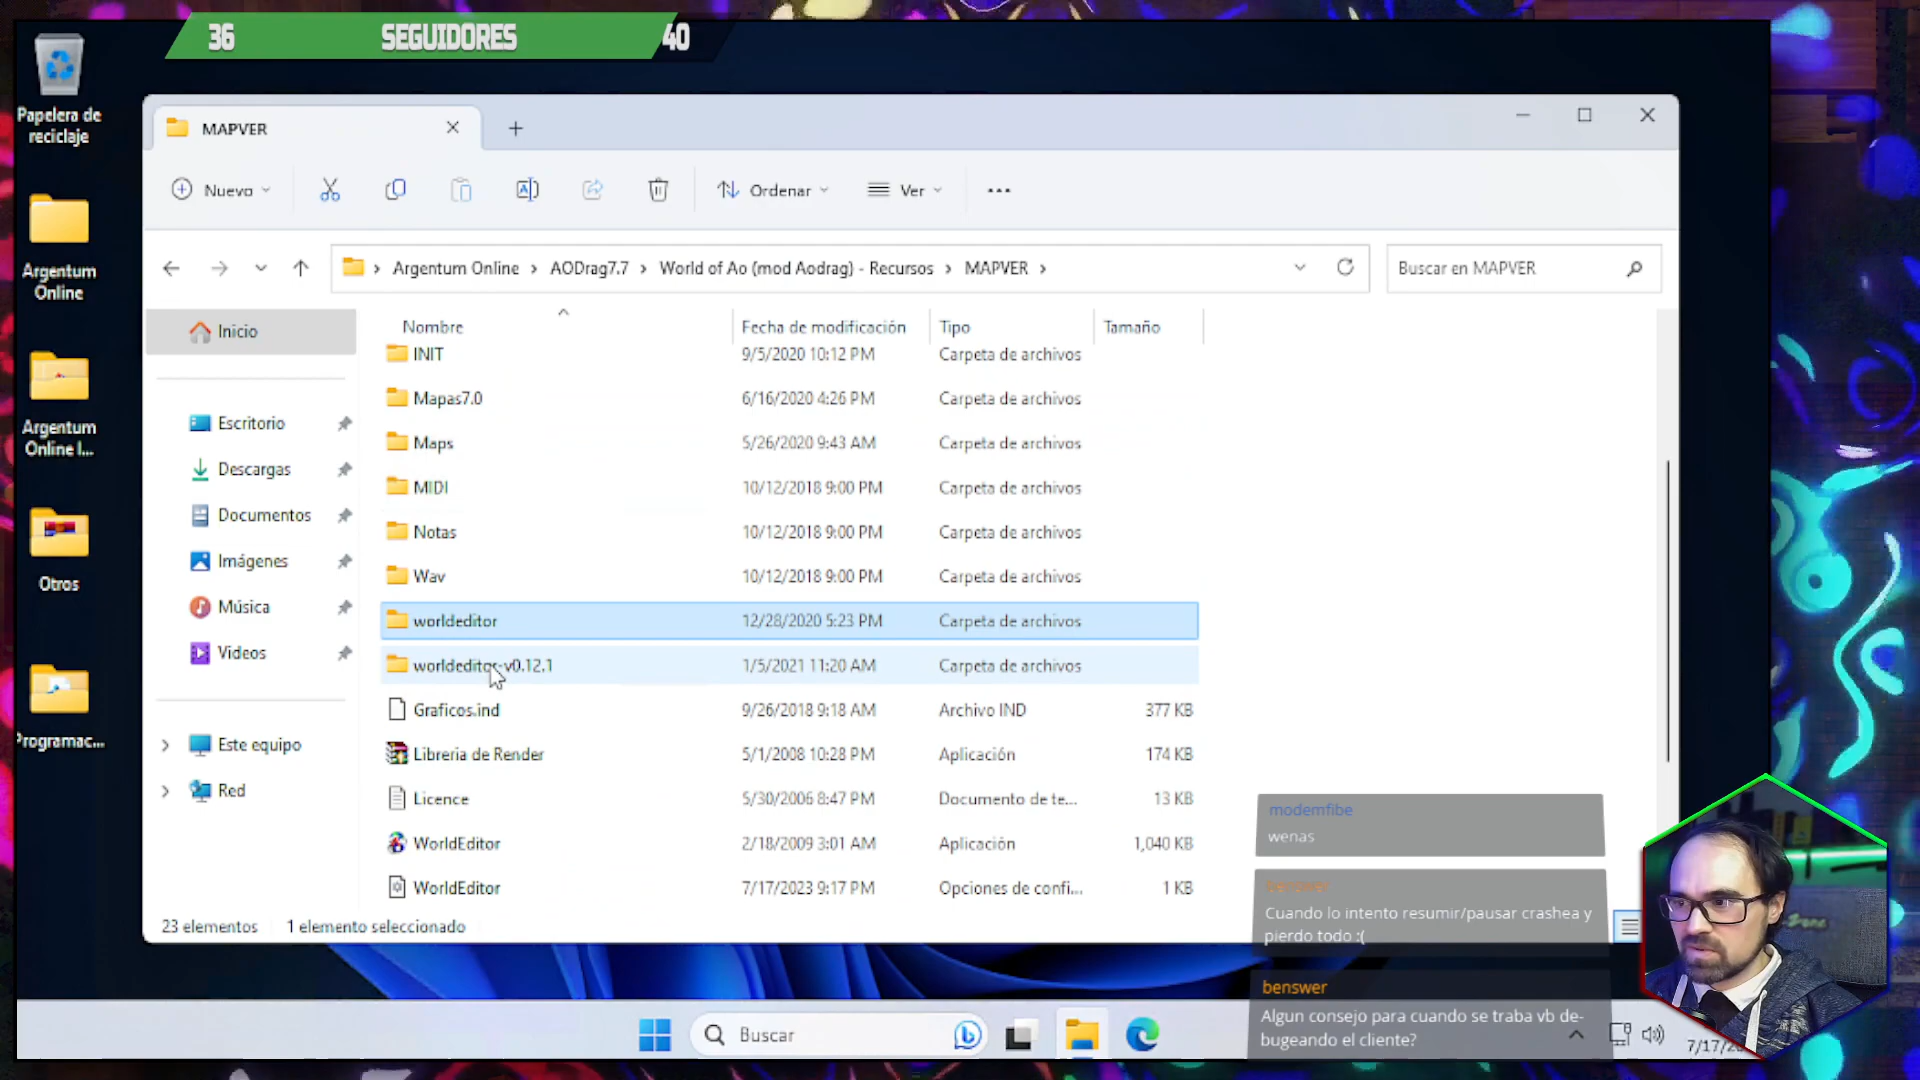 36 SEGUIDORES 40
Papelera de
reciclaje
Argentum
Online
Argentum
Online I...
Otros
Programac...
MAPVER
Nuevo
Ordenar
Ver
Argentum Online > AODrag7.7 > World of Ao (mod Aodrag) - Recursos > MAPVER >
Buscar en MAPVER
Inicio
Escritorio
Descargas
Documentos
Imágenes
Música
Videos
Este equipo
Red
Nombre Fecha de modificación Tipo Tamaño
INIT 9/5/2020 10:12 PM Carpeta de archivos
Mapas7.0 6/16/2020 4:26 PM Carpeta de archivos
Maps 5/26/2020 9:43 AM Carpeta de archivos
MIDI 10/12/2018 9:00 PM Carpeta de archivos
Notas 10/12/2018 9:00 PM Carpeta de archivos
Wav 10/12/2018 9:00 PM Carpeta de archivos
worldeditor 12/28/2020 5:23 PM Carpeta de archivos
worldeditor-v0.12.1 1/5/2021 11:20 AM Carpeta de archivos
Graficos.ind 9/26/2018 9:18 AM Archivo IND 377 KB
Libreria de Render 5/1/2008 10:28 PM Aplicación 174 KB
Licence 5/30/2006 8:47 PM Documento de te... 13 KB
WorldEditor 2/18/2009 3:01 AM Aplicación 1,040 KB
WorldEditor 7/17/2023 9:17 PM Opciones de confi... 1 KB
23 elementos 1 elemento seleccionado
modemfibe
wenas
benswer
Cuando lo intento resumir/pausar crashea y
pierdo todo :(
benswer
Algun consejo para cuando se traba vb de-
bugeando el cliente?
Buscar